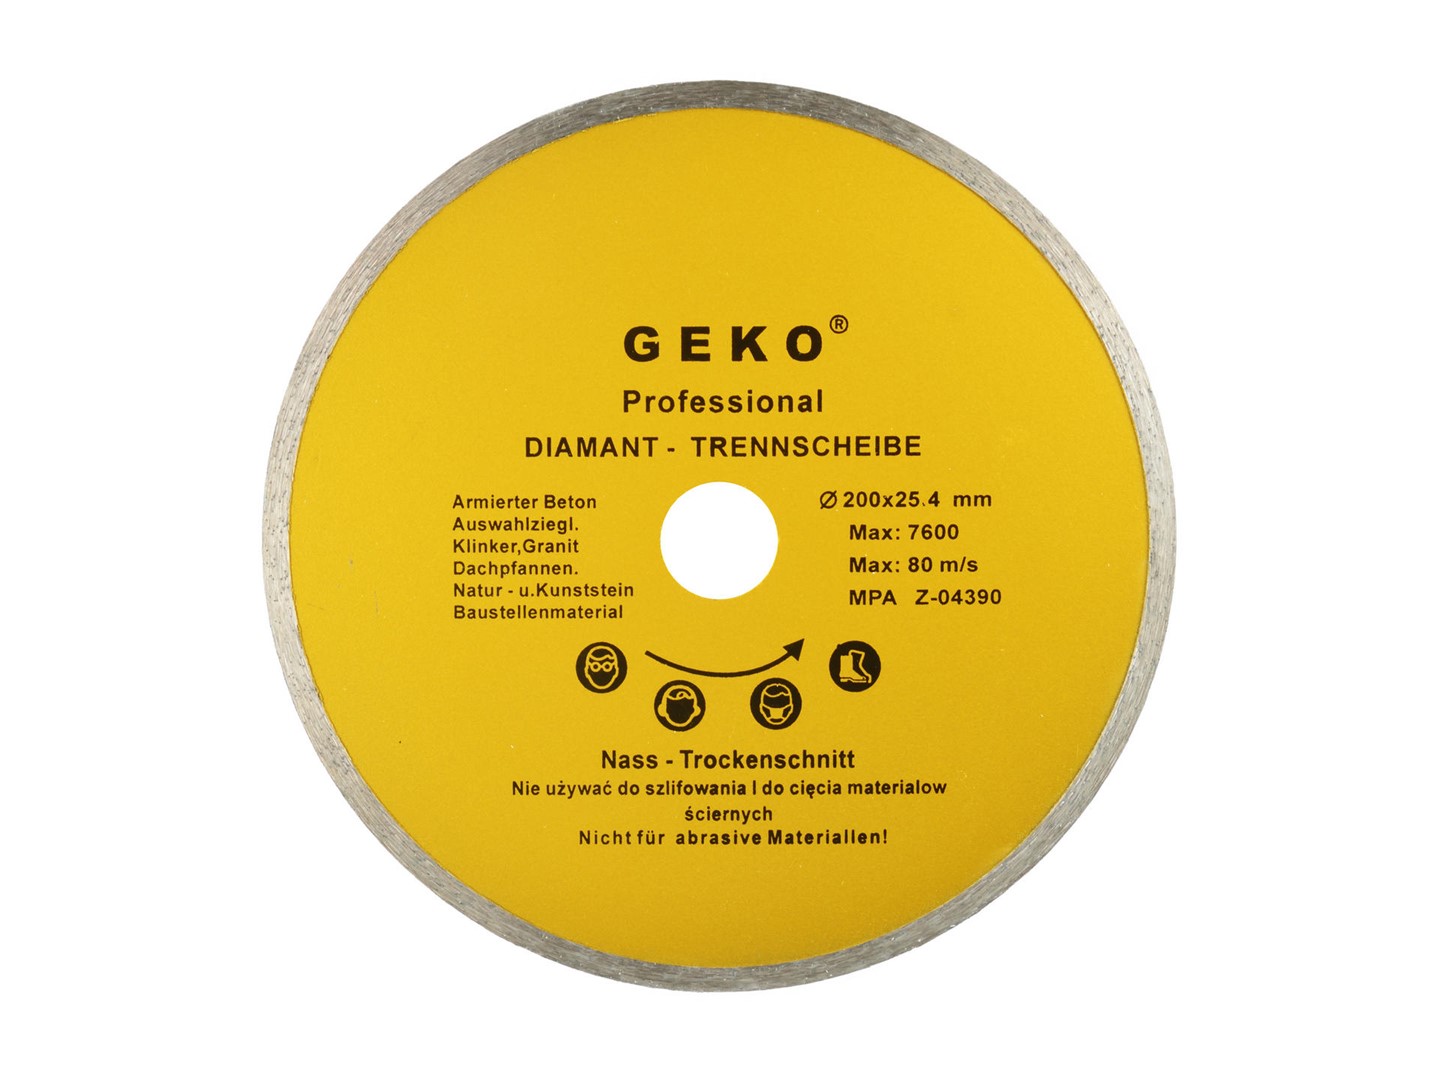 GEKO®
Professional
DIAMANT - TRENNSCHEIBE
Armierter Beton
Auswahlziegl.
Klinker,Granit
Dachpfannen.
Natur - u.Kunststein
Baustellenmaterial
Ø 200x25.4 mm
Max: 7600
Max: 80 m/s
MPA Z-04390
Nass - Trockenschnitt
Nie używać do szlifowania I do cięcia materialow
ściernych
Nicht für abrasive Materiallen!